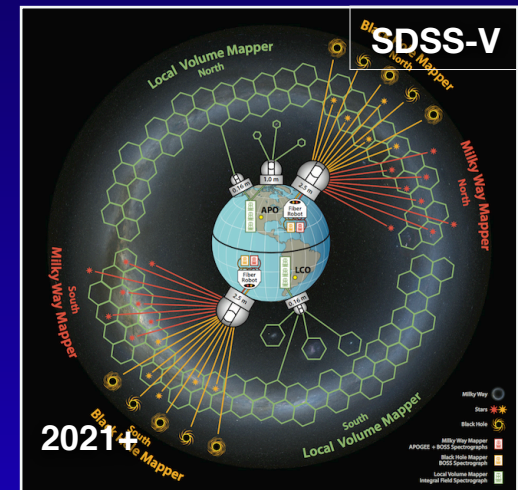 SDSS-V
Black Hole Mapper
North
Local Volume Mapper
North
Milky Way Mapper
North
0.16 m
1.0 m
2.5 m
APO
Fiber
Robot
Fiber
Robot
LCO
2.5 m
0.16 m
Milky Way Mapper
South
2021+
South
Black Hole Mapper
South
Local Volume Mapper
Milky Way
Stars
Black Hole
Milky Way Mapper
APOGEE + BOSS Spectrographs
Black Hole Mapper
BOSS Spectrograph
Local Volume Mapper
Integral Field Spectrograph